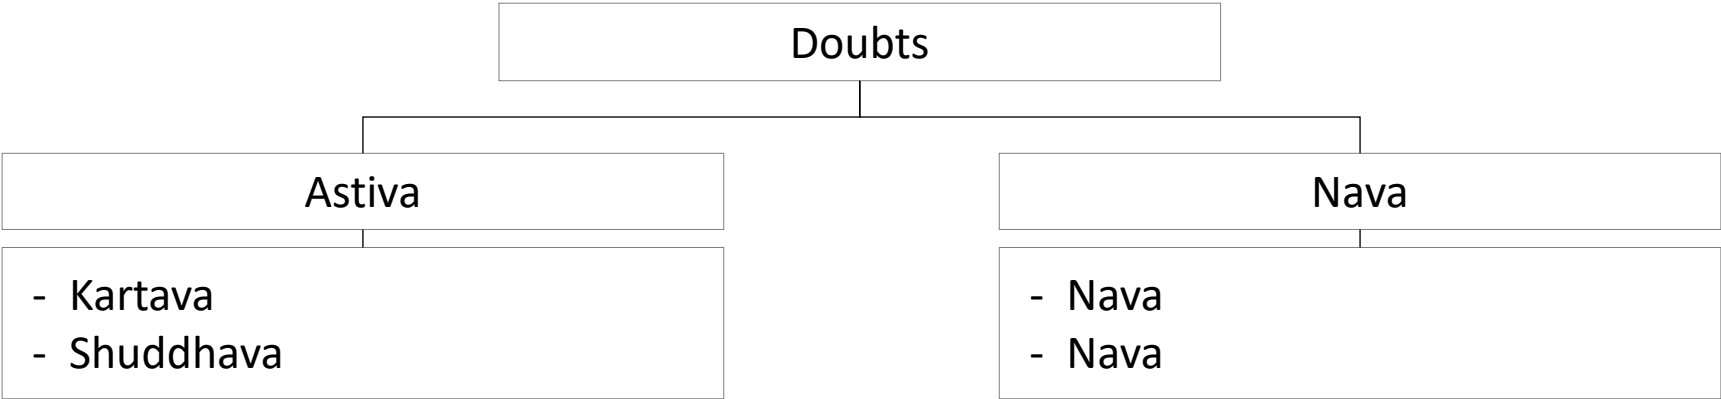 Doubts
Astiva
- Kartava
- Shuddhava
Nava
- Nava
- Nava